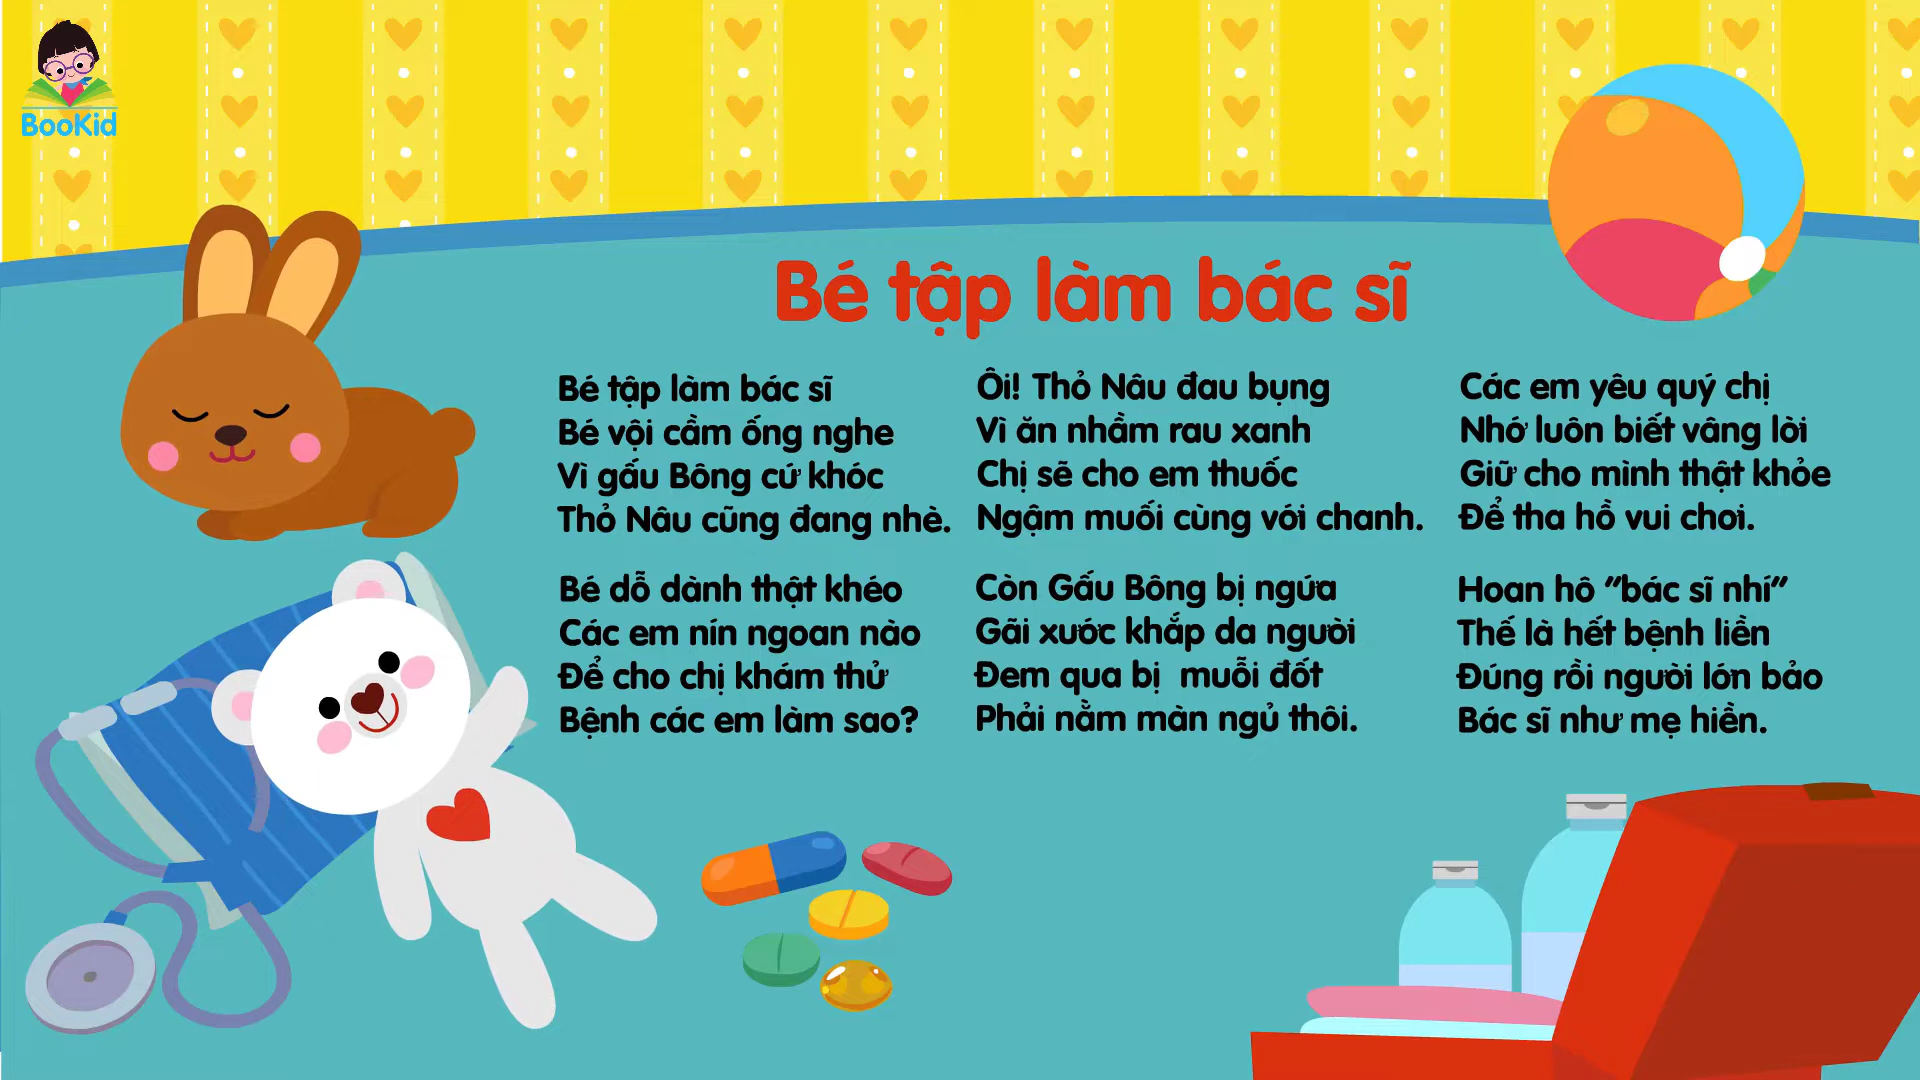 BooKid
Bé tập làm bác sĩ
Bé tập làm bác sĩ
Bé vội cầm ống nghe
Vì gấu Bông cứ khóc
Thỏ Nâu cũng đang nhè.
Bé dỗ dành thật khéo
Các em nín ngoan nào
Để cho chị khám thử
Bệnh các em làm sao?
Ôi! Thỏ Nâu đau bụng
Vì ăn nhầm rau xanh
Chị sẽ cho em thuốc
Ngậm muối cùng với chanh.
Còn Gấu Bông bị ngứa
Gãi xước khắp da người
Đem qua bị  muỗi đốt
Phải nằm màn ngủ thôi.
Các em yêu quý chị
Nhớ luôn biết vâng lời
Giữ cho mình thật khỏe
Để tha hồ vui chơi.
Hoan hô "bác sĩ nhí"
Thế là hết bệnh liền
Đúng rồi người lớn bảo
Bác sĩ như mẹ hiền.